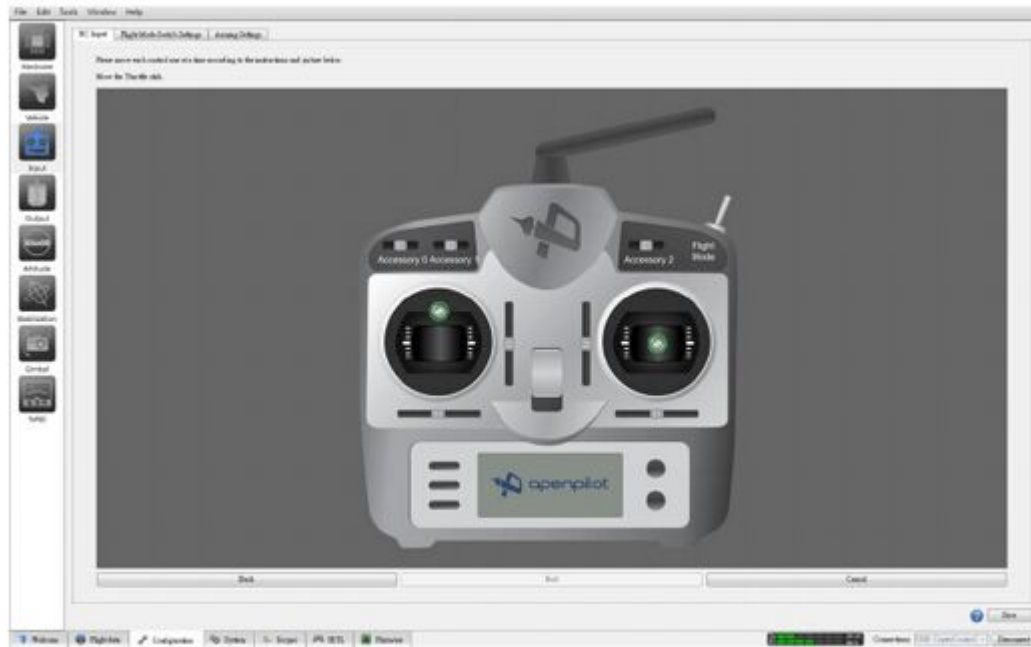 File Edit Tools Window Help
RC Input Flight Mode Switch Settings Arming Settings
Please move each control one at a time according to the instructions and picture below.
Move the Throttle stick.
Hardware
Vehicle
Input
Output
Attitude
Stabilization
Gimbal
Accessory 0 Accessory 1
Accessory 2
Flight
Mode
openpilot
Back Next Cancel
Save
Welcome Flight data Configuration System Scopes HITL Firmware
Connections: Disconnect